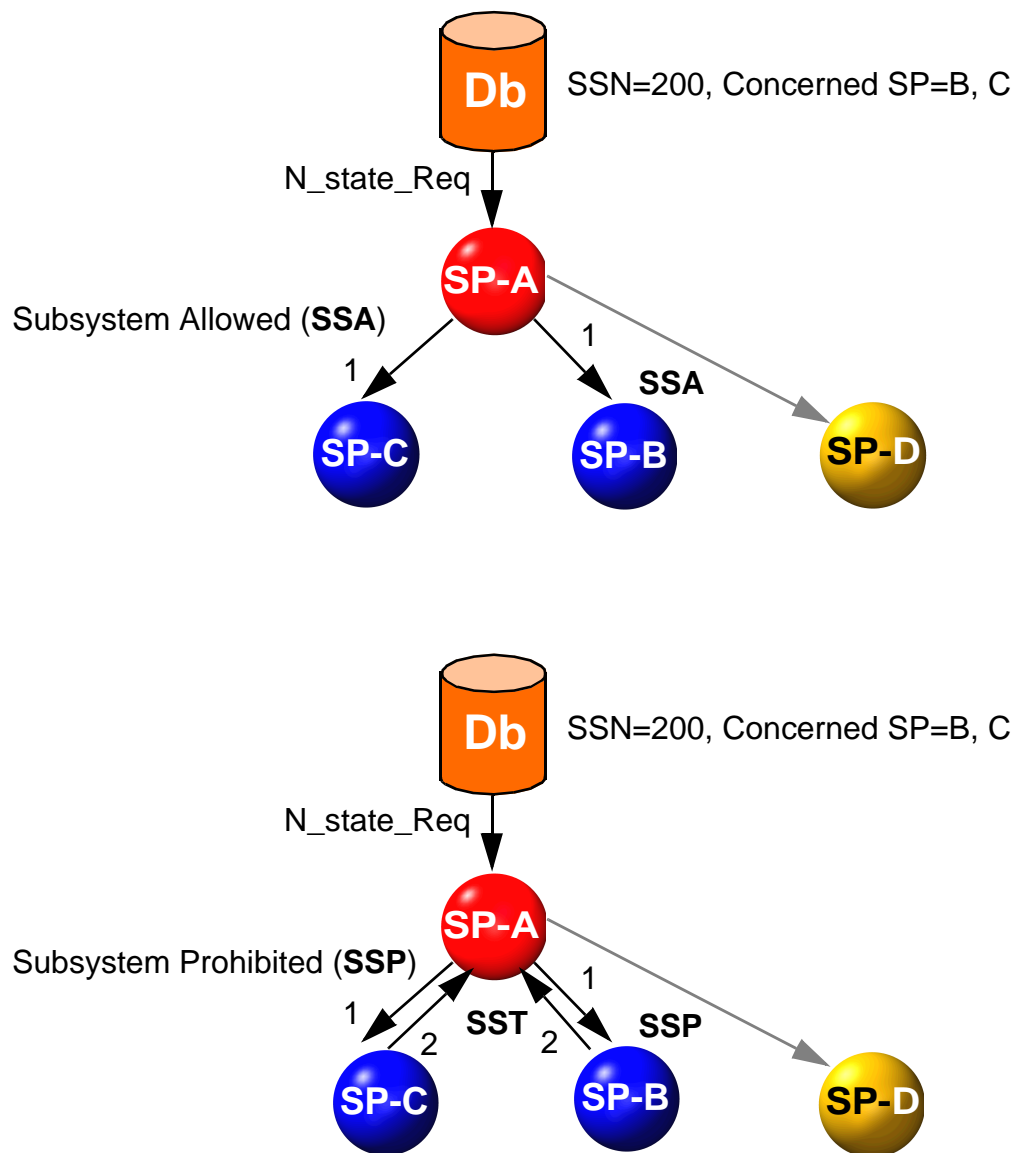 Db
SSN=200, Concerned SP=B, C
N_state_Req
SP-A
Subsystem Allowed (SSA)
1
1
SSA
SP-C
SP-B
SP-D
Db
SSN=200, Concerned SP=B, C
N_state_Req
SP-A
Subsystem Prohibited (SSP)
1
1
2
SST
2
SSP
SP-C
SP-B
SP-D